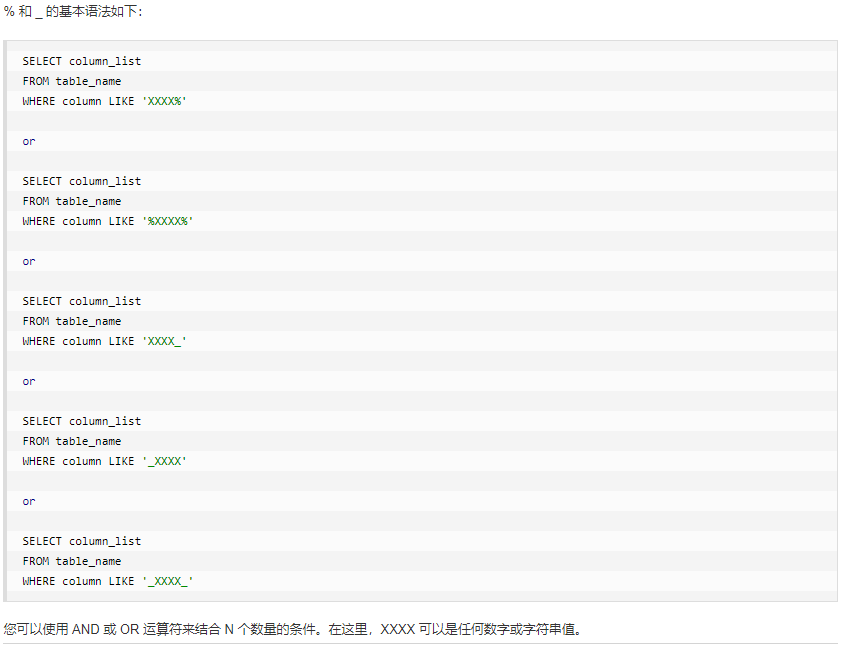 % 和 _ 的基本语法如下：
SELECT column_list
FROM table_name
WHERE column LIKE 'XXXX%'
or
SELECT column_list
FROM table_name
WHERE column LIKE '%XXXX%'
or
SELECT column_list
FROM table_name
WHERE column LIKE 'XXXX_'
or
SELECT column_list
FROM table_name
WHERE column LIKE '_XXXX'
or
SELECT column_list
FROM table_name
WHERE column LIKE '_XXXX_'
您可以使用 AND 或 OR 运算符来结合 N 个数量的条件。在这里，XXXX 可以是任何数字或字符串值。